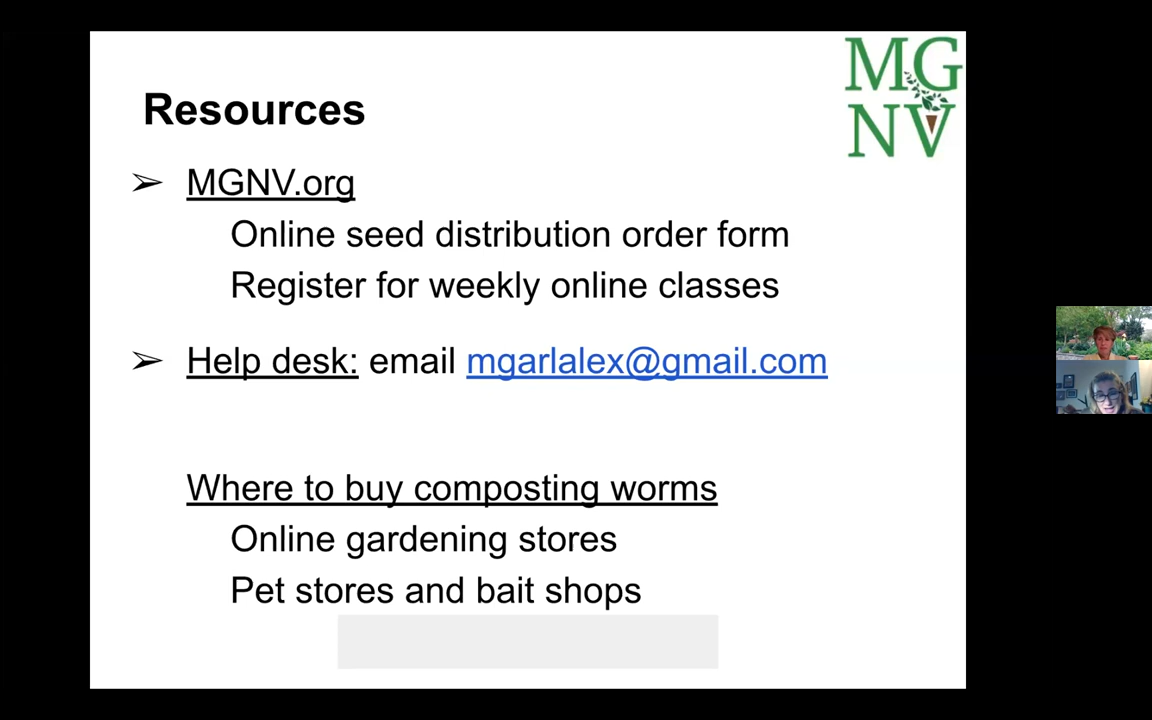 MG
NV
Resources
➢ MGNV.org
Online seed distribution order form
Register for weekly online classes
➢ Help desk: email mgarlalex@gmail.com
Where to buy composting worms
Online gardening stores
Pet stores and bait shops